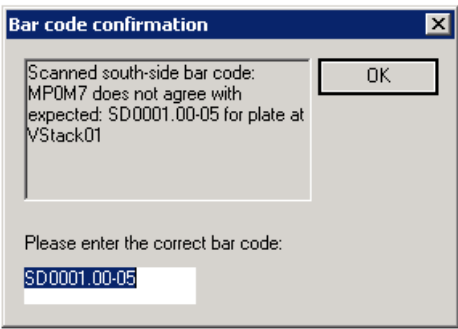 Bar code confirmation
Scanned south-side bar code:
MP0M7 does not agree with
expected: SD0001.00-05 for plate at
VStack01
OK
Please enter the correct bar code:
SD0001.00-05